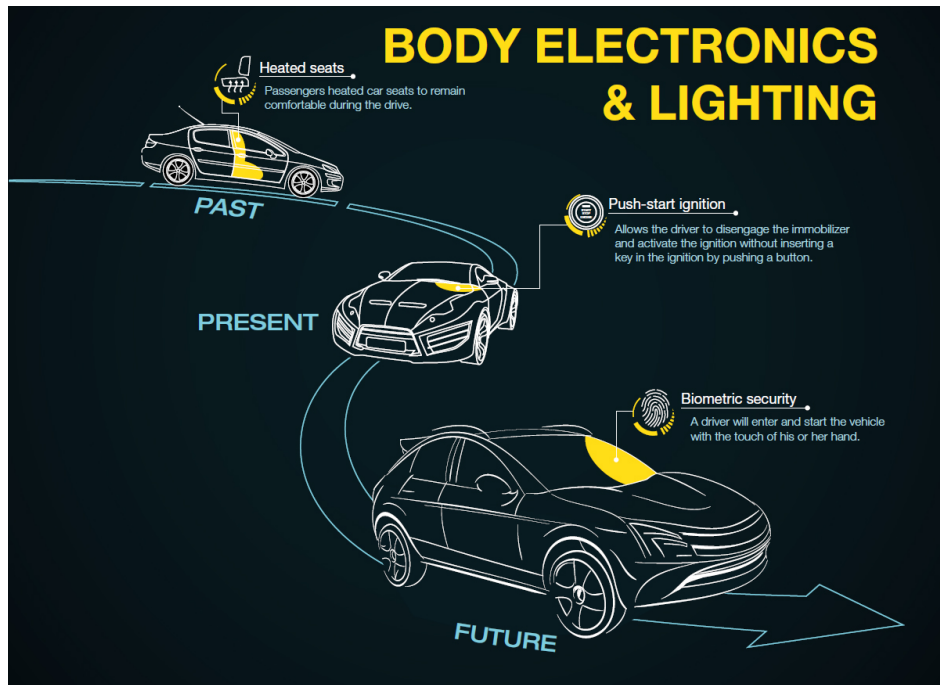 BODY ELECTRONICS
& LIGHTING
Heated seats
Passengers heated car seats to remain
comfortable during the drive.
PAST
Push-start ignition
Allows the driver to disengage the immobilizer
and activate the ignition without inserting a
key in the ignition by pushing a button.
PRESENT
Biometric security
A driver will enter and start the vehicle
with the touch of his or her hand.
FUTURE